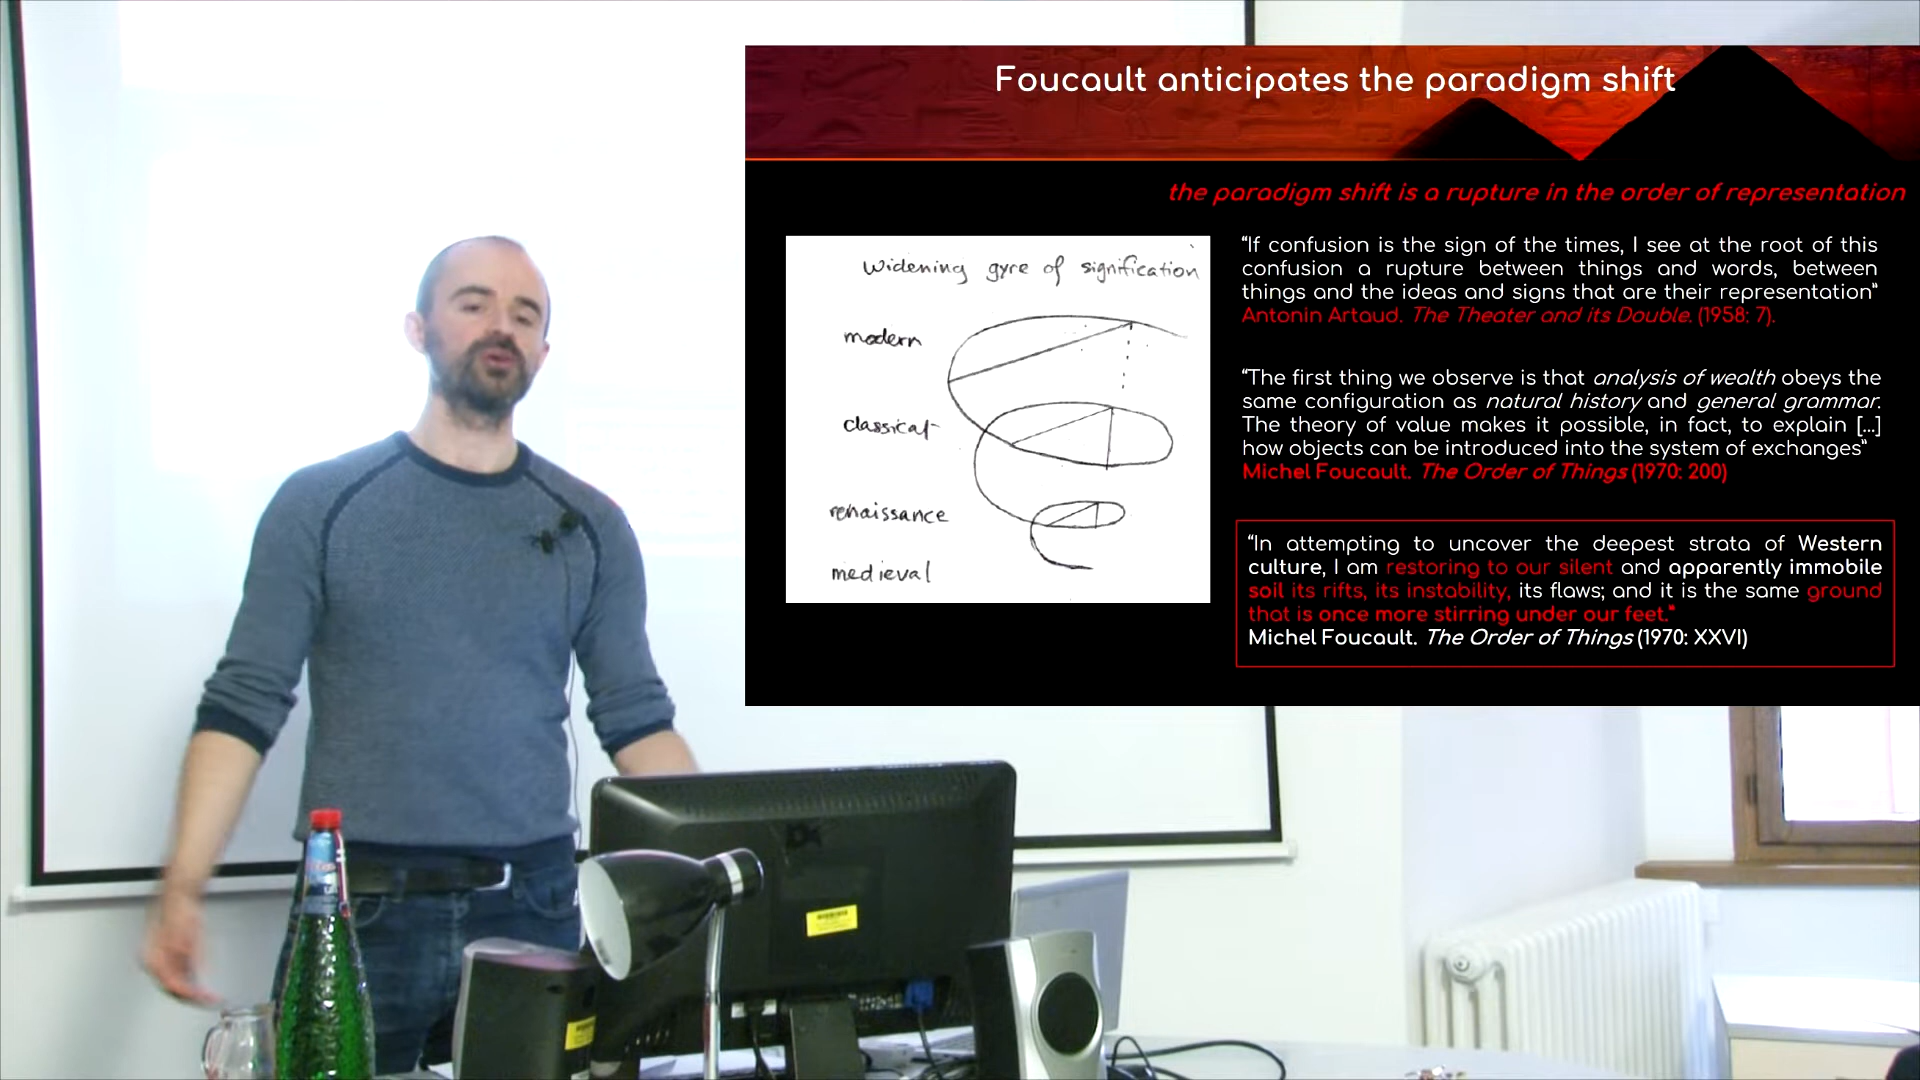 Foucault anticipates the paradigm shift
the paradigm shift is a rupture in the order of representation
Widening gyre of signification
modern
classical
renaissance
medieval
“If confusion is the sign of the times, I see at the root of this
confusion a rupture between things and words, between
things and the ideas and signs that are their representation”
Antonin Artaud. The Theater and its Double. (1958: 7).
“The first thing we observe is that analysis of wealth obeys the
same configuration as natural history and general grammar.
The theory of value makes it possible, in fact, to explain [...]
how objects can be introduced into the system of exchanges”
Michel Foucault. The Order of Things (1970: 200)
“In attempting to uncover the deepest strata of Western
culture, I am restoring to our silent and apparently immobile
soil its rifts, its instability, its flaws; and it is the same ground
that is once more stirring under our feet.”
Michel Foucault. The Order of Things (1970: XXVI)